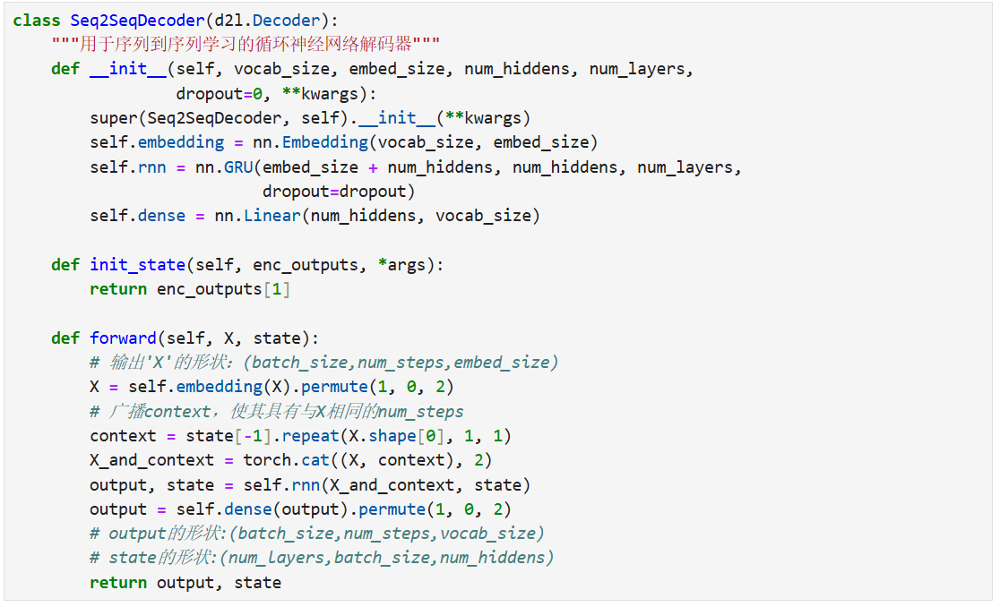 class Seq2SeqDecoder(d2l.Decoder):
    """用于序列到序列学习的循环神经网络解码器"""
    def __init__(self, vocab_size, embed_size, num_hiddens, num_layers,
                 dropout=0, **kwargs):
        super(Seq2SeqDecoder, self).__init__(**kwargs)
        self.embedding = nn.Embedding(vocab_size, embed_size)
        self.rnn = nn.GRU(embed_size + num_hiddens, num_hiddens, num_layers,
                          dropout=dropout)
        self.dense = nn.Linear(num_hiddens, vocab_size)

    def init_state(self, enc_outputs, *args):
        return enc_outputs[1]

    def forward(self, X, state):
        # 输出'X'的形状：(batch_size,num_steps,embed_size)
        X = self.embedding(X).permute(1, 0, 2)
        # 广播context，使其具有与X相同的num_steps
        context = state[-1].repeat(X.shape[0], 1, 1)
        X_and_context = torch.cat((X, context), 2)
        output, state = self.rnn(X_and_context, state)
        output = self.dense(output).permute(1, 0, 2)
        # output的形状:(batch_size,num_steps,vocab_size)
        # state的形状:(num_layers,batch_size,num_hiddens)
        return output, state